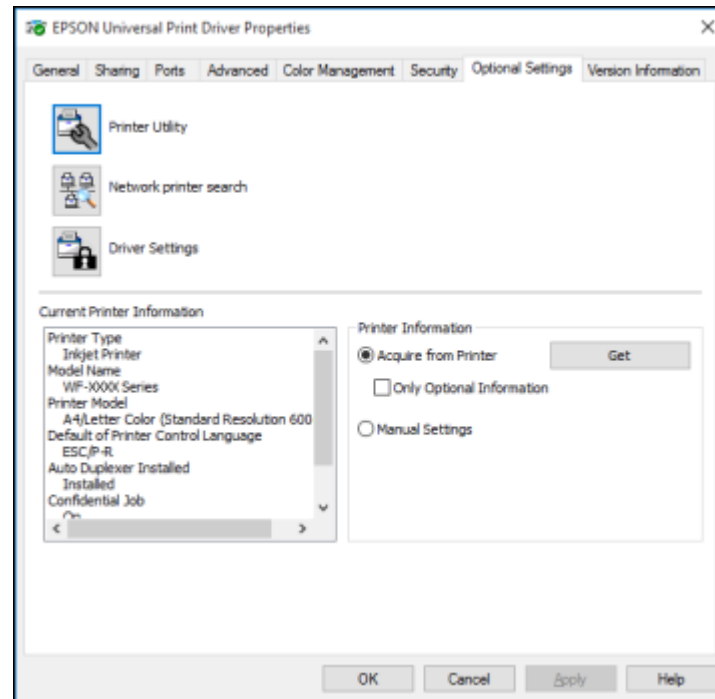 EPSON Universal Print Driver Properties
General Sharing Ports Advanced Color Management Security Optional Settings Version Information
Printer Utility
Network printer search
Driver Settings
Current Printer Information
Printer Type
Inkjet Printer
Model Name
WF-XXXX Series
Printer Model
A4/Letter Color (Standard Resolution 600
Default of Printer Control Language
ESC/P-R
Auto Duplexer Installed
Installed
Confidential Job
On
Printer Information
Acquire from Printer
Get
Only Optional Information
Manual Settings
OK Cancel Apply Help